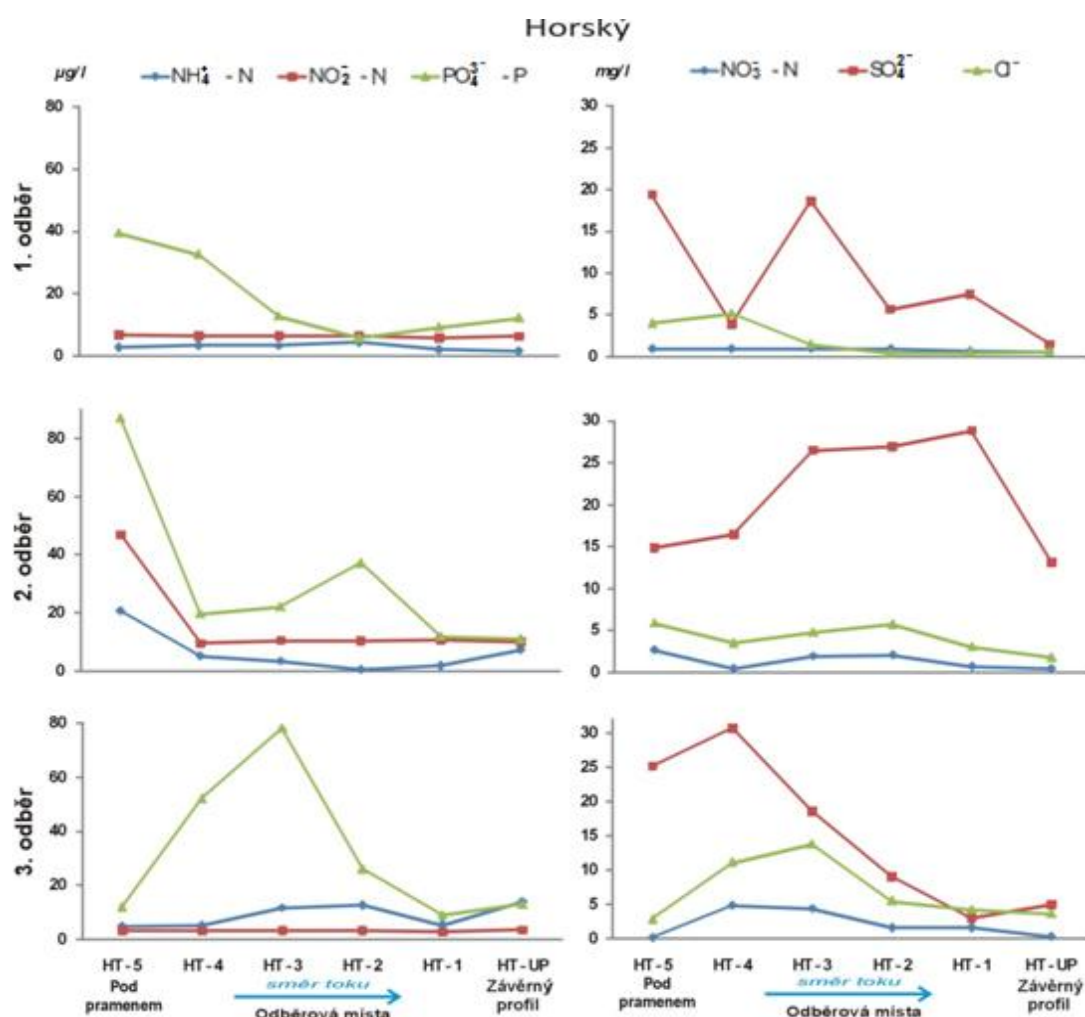 Horský
µg/l NH₄⁺ - N NO₂⁻ - N PO₄³⁻ - P
mg/l NO₃⁻ - N SO₄²⁻ Cl⁻
1. odběr
80
60
40
20
0
30
25
20
15
10
5
0
2. odběr
80
60
40
20
0
30
25
20
15
10
5
0
3. odběr
80
60
40
20
0
30
25
20
15
10
5
0
HT - 5 HT - 4 HT - 3 HT - 2 HT - 1 HT - UP
Pod pramenem
směr toku
Odběrová místa
Závěrný profil
HT - 5 HT - 4 HT - 3 HT - 2 HT - 1 HT - UP
Pod pramenem
směr toku
Odběrová místa
Závěrný profil